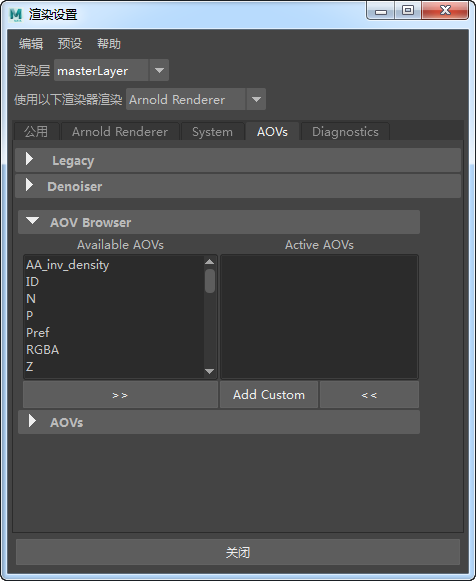 渲染设置
编辑 预设 帮助
渲染层 masterLayer
使用以下渲染器渲染 Arnold Renderer
公用 Arnold Renderer System AOVs Diagnostics
Legacy
Denoiser
AOV Browser
Available AOVs Active AOVs
AA_inv_density
ID
N
P
Pref
RGBA
Z
>> Add Custom <<
AOVs
关闭